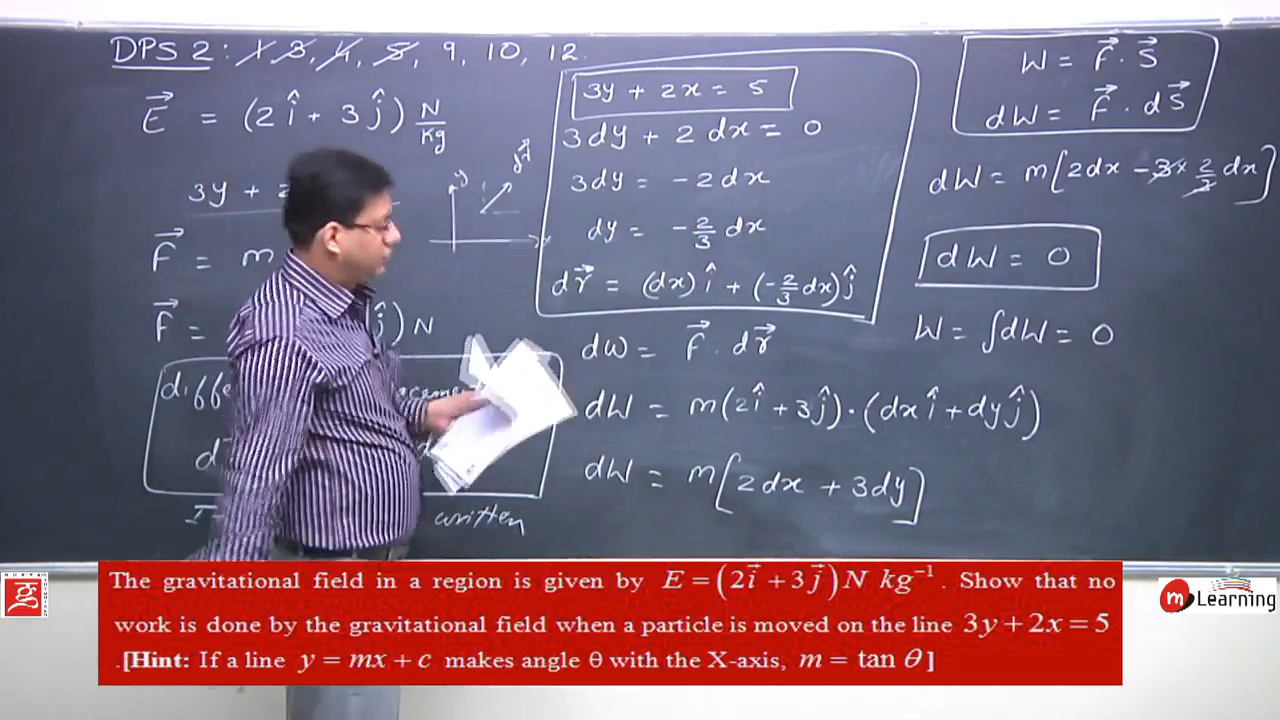 DPS 2 : 1, 3, 4, 5, 9, 10, 12.
E⃗ = (2î + 3ĵ) N/Kg
3y + 2
F⃗ = m
F⃗ = ĵ) N
diffe
d
written
dr⃗
3y + 2x = 5
3dy + 2 dx = 0
3dy = -2dx
dy = -2/3 dx
dr⃗ = (dx)î + (-2/3 dx)ĵ
dW = F⃗ · dr⃗
dW = m(2î + 3ĵ)·(dxî + dyĵ)
dW = m[2dx + 3dy]
W = F⃗ · S⃗
dW = F⃗ · dS⃗
dW = m[2dx - 3x 2/3 dx]
dW = 0
W = ∫dW = 0
The gravitational field in a region is given by E = (2i⃗ + 3j⃗) N kg⁻¹ . Show that no
work is done by the gravitational field when a particle is moved on the line 3y + 2x = 5
.[Hint: If a line y = mx + c makes angle θ with the X-axis, m = tan θ ]
m Learning